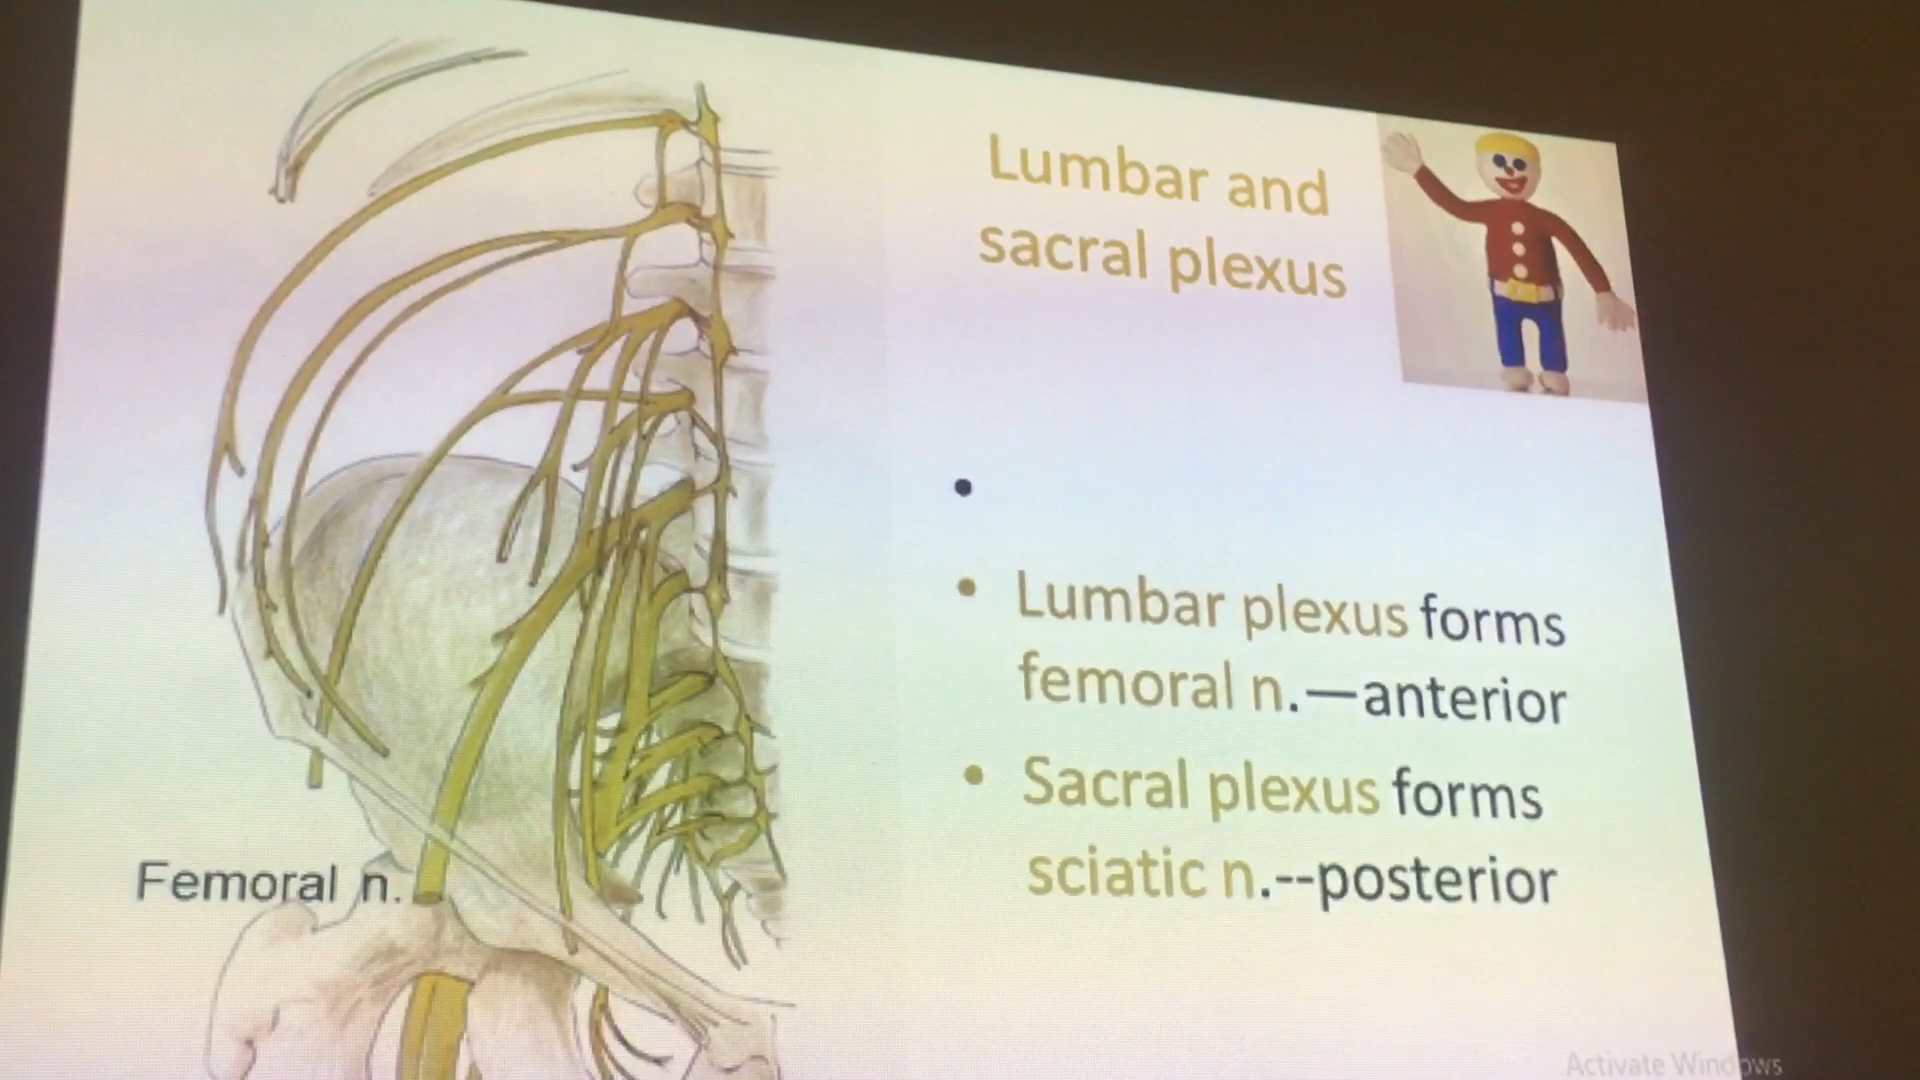 Lumbar and
sacral plexus
• Lumbar plexus forms
femoral n.—anterior
• Sacral plexus forms
sciatic n.--posterior
Femoral n.
Activate Windows